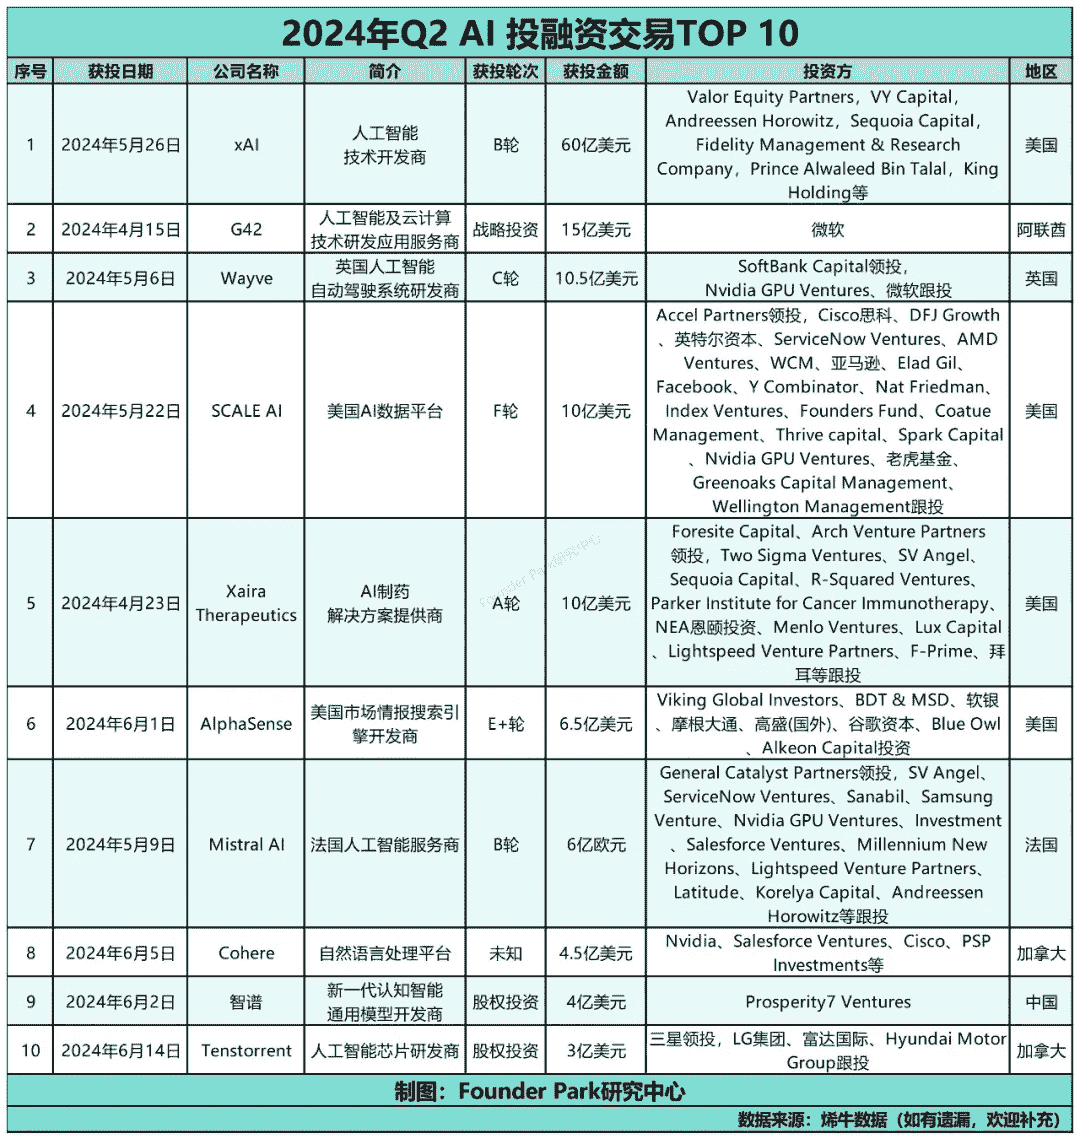 2024年Q2 AI 投融资交易TOP 10
序号 获投日期 公司名称 简介 获投轮次 获投金额 投资方 地区
1 2024年5月26日 xAI 人工智能
技术开发商 B轮 60亿美元 Valor Equity Partners，VY Capital，
Andreessen Horowitz，Sequoia Capital，
Fidelity Management & Research
Company，Prince Alwaleed Bin Talal，King
Holding等 美国
2 2024年4月15日 G42 人工智能及云计算
技术研发应用服务商 战略投资 15亿美元 微软 阿联酋
3 2024年5月6日 Wayve 英国人工智能
自动驾驶系统研发商 C轮 10.5亿美元 SoftBank Capital领投，
Nvidia GPU Ventures、微软跟投 英国
4 2024年5月22日 SCALE AI 美国AI数据平台 F轮 10亿美元 Accel Partners领投，Cisco思科、DFJ Growth
、英特尔资本、ServiceNow Ventures、AMD
Ventures、WCM、亚马逊、Elad Gil、
Facebook、Y Combinator、Nat Friedman、
Index Ventures、Founders Fund、Coatue
Management、Thrive capital、Spark Capital
、Nvidia GPU Ventures、老虎基金、
Greenoaks Capital Management、
Wellington Management跟投 美国
5 2024年4月23日 Xaira
Therapeutics AI制药
解决方案提供商 A轮 10亿美元 Foresite Capital、Arch Venture Partners
领投，Two Sigma Ventures、SV Angel、
Sequoia Capital、R-Squared Ventures、
Parker Institute for Cancer Immunotherapy、
NEA恩颐投资、Menlo Ventures、Lux Capital
、Lightspeed Venture Partners、F-Prime、拜
耳等跟投 美国
Founder Park研究中心
6 2024年6月1日 AlphaSense 美国市场情报搜索引
擎开发商 E+轮 6.5亿美元 Viking Global Investors、BDT & MSD、软银
、摩根大通、高盛(国外)、谷歌资本、Blue Owl
、Alkeon Capital投资 美国
7 2024年5月9日 Mistral AI 法国人工智能服务商 B轮 6亿欧元 General Catalyst Partners领投，SV Angel、
ServiceNow Ventures、Sanabil、Samsung
Venture、Nvidia GPU Ventures、Investment
、Salesforce Ventures、Millennium New
Horizons、Lightspeed Venture Partners、
Latitude、Korelya Capital、Andreessen
Horowitz等跟投 法国
8 2024年6月5日 Cohere 自然语言处理平台 未知 4.5亿美元 Nvidia、Salesforce Ventures、Cisco、PSP
Investments等 加拿大
9 2024年6月2日 智谱 新一代认知智能
通用模型开发商 股权投资 4亿美元 Prosperity7 Ventures 中国
10 2024年6月14日 Tenstorrent 人工智能芯片研发商 股权投资 3亿美元 三星领投，LG集团、富达国际、Hyundai Motor
Group跟投 加拿大
制图：Founder Park研究中心
数据来源：烯牛数据（如有遗漏，欢迎补充）